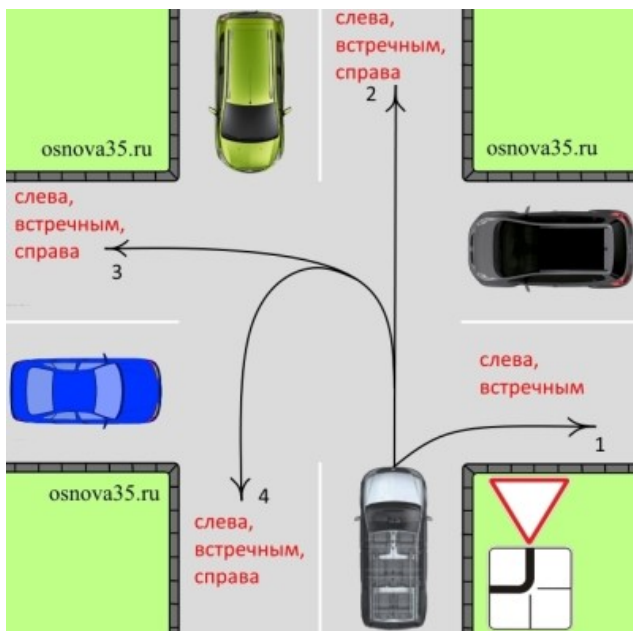 слева,
встречным,
справа
2
osnova35.ru
osnova35.ru
слева,
встречным,
справа
3
слева,
встречным
1
osnova35.ru
4
слева,
встречным,
справа